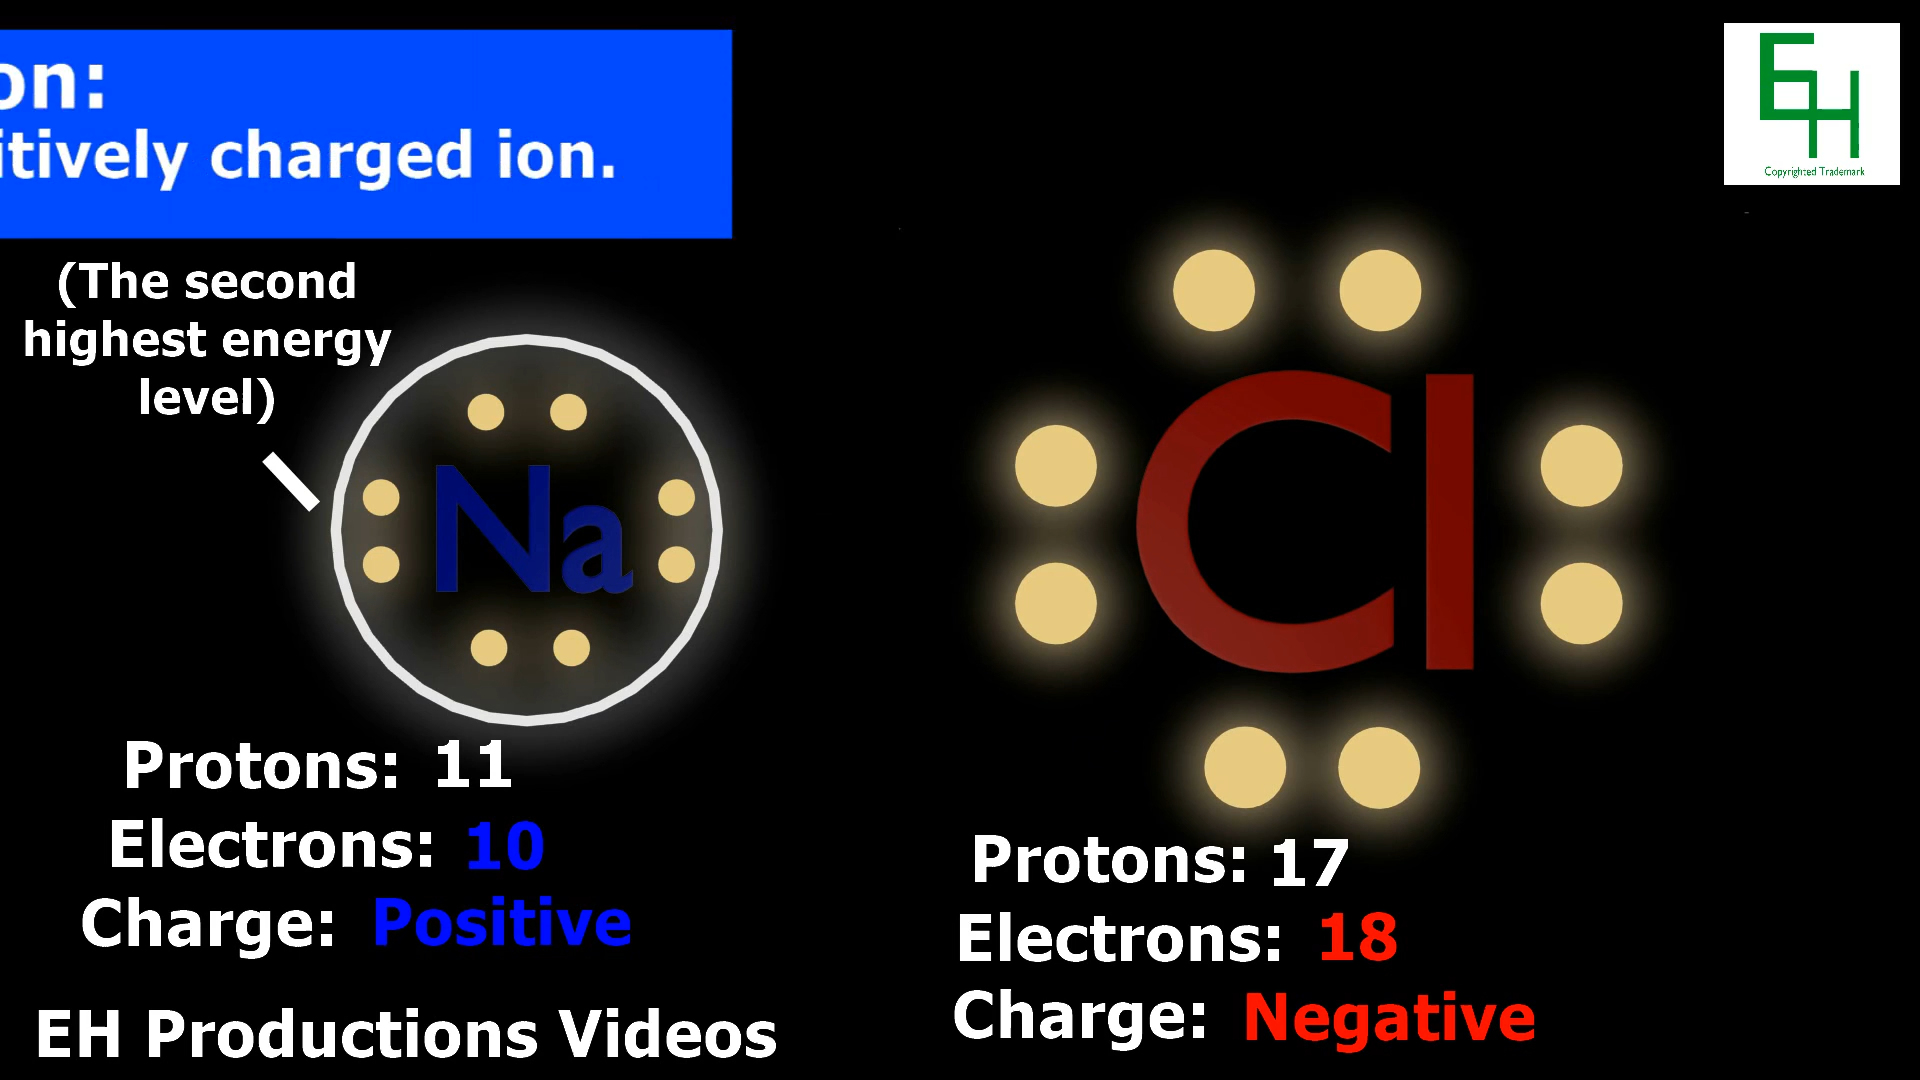 on:
itively charged ion.
EH
Copyrighted Trademark
(The second
highest energy
level)
Na
Cl
Protons: 11
Electrons: 10
Charge: Positive
Protons: 17
Electrons: 18
Charge: Negative
EH Productions Videos